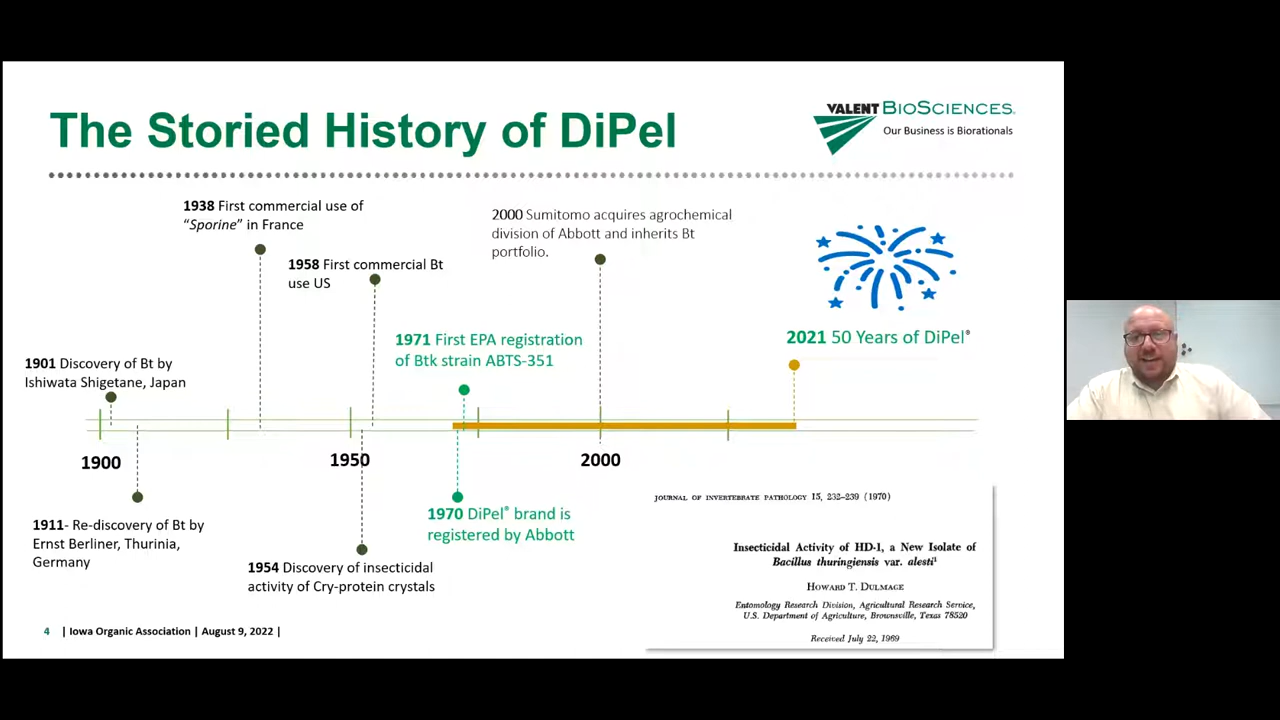 The Storied History of DiPel
VALENT BIOSCIENCES®
Our Business is Biorationals
1938 First commercial use of
“Sporine” in France
1958 First commercial Bt
use US
2000 Sumitomo acquires agrochemical
division of Abbott and inherits Bt
portfolio.
1971 First EPA registration
of Btk strain ABTS-351
2021 50 Years of DiPel®
1901 Discovery of Bt by
Ishiwata Shigetane, Japan
1900
1950
2000
1911- Re-discovery of Bt by
Ernst Berliner, Thurinia,
Germany
1954 Discovery of insecticidal
activity of Cry-protein crystals
1970 DiPel® brand is
registered by Abbott
JOURNAL OF INVERTEBRATE PATHOLOGY 15, 232-239 (1970)
Insecticidal Activity of HD-1, a New Isolate of
Bacillus thuringiensis var. alesti¹
HOWARD T. DULMAGE
Entomology Research Division, Agricultural Research Service,
U.S. Department of Agriculture, Brownsville, Texas 78520
Received July 22, 1969
4 | Iowa Organic Association | August 9, 2022 |